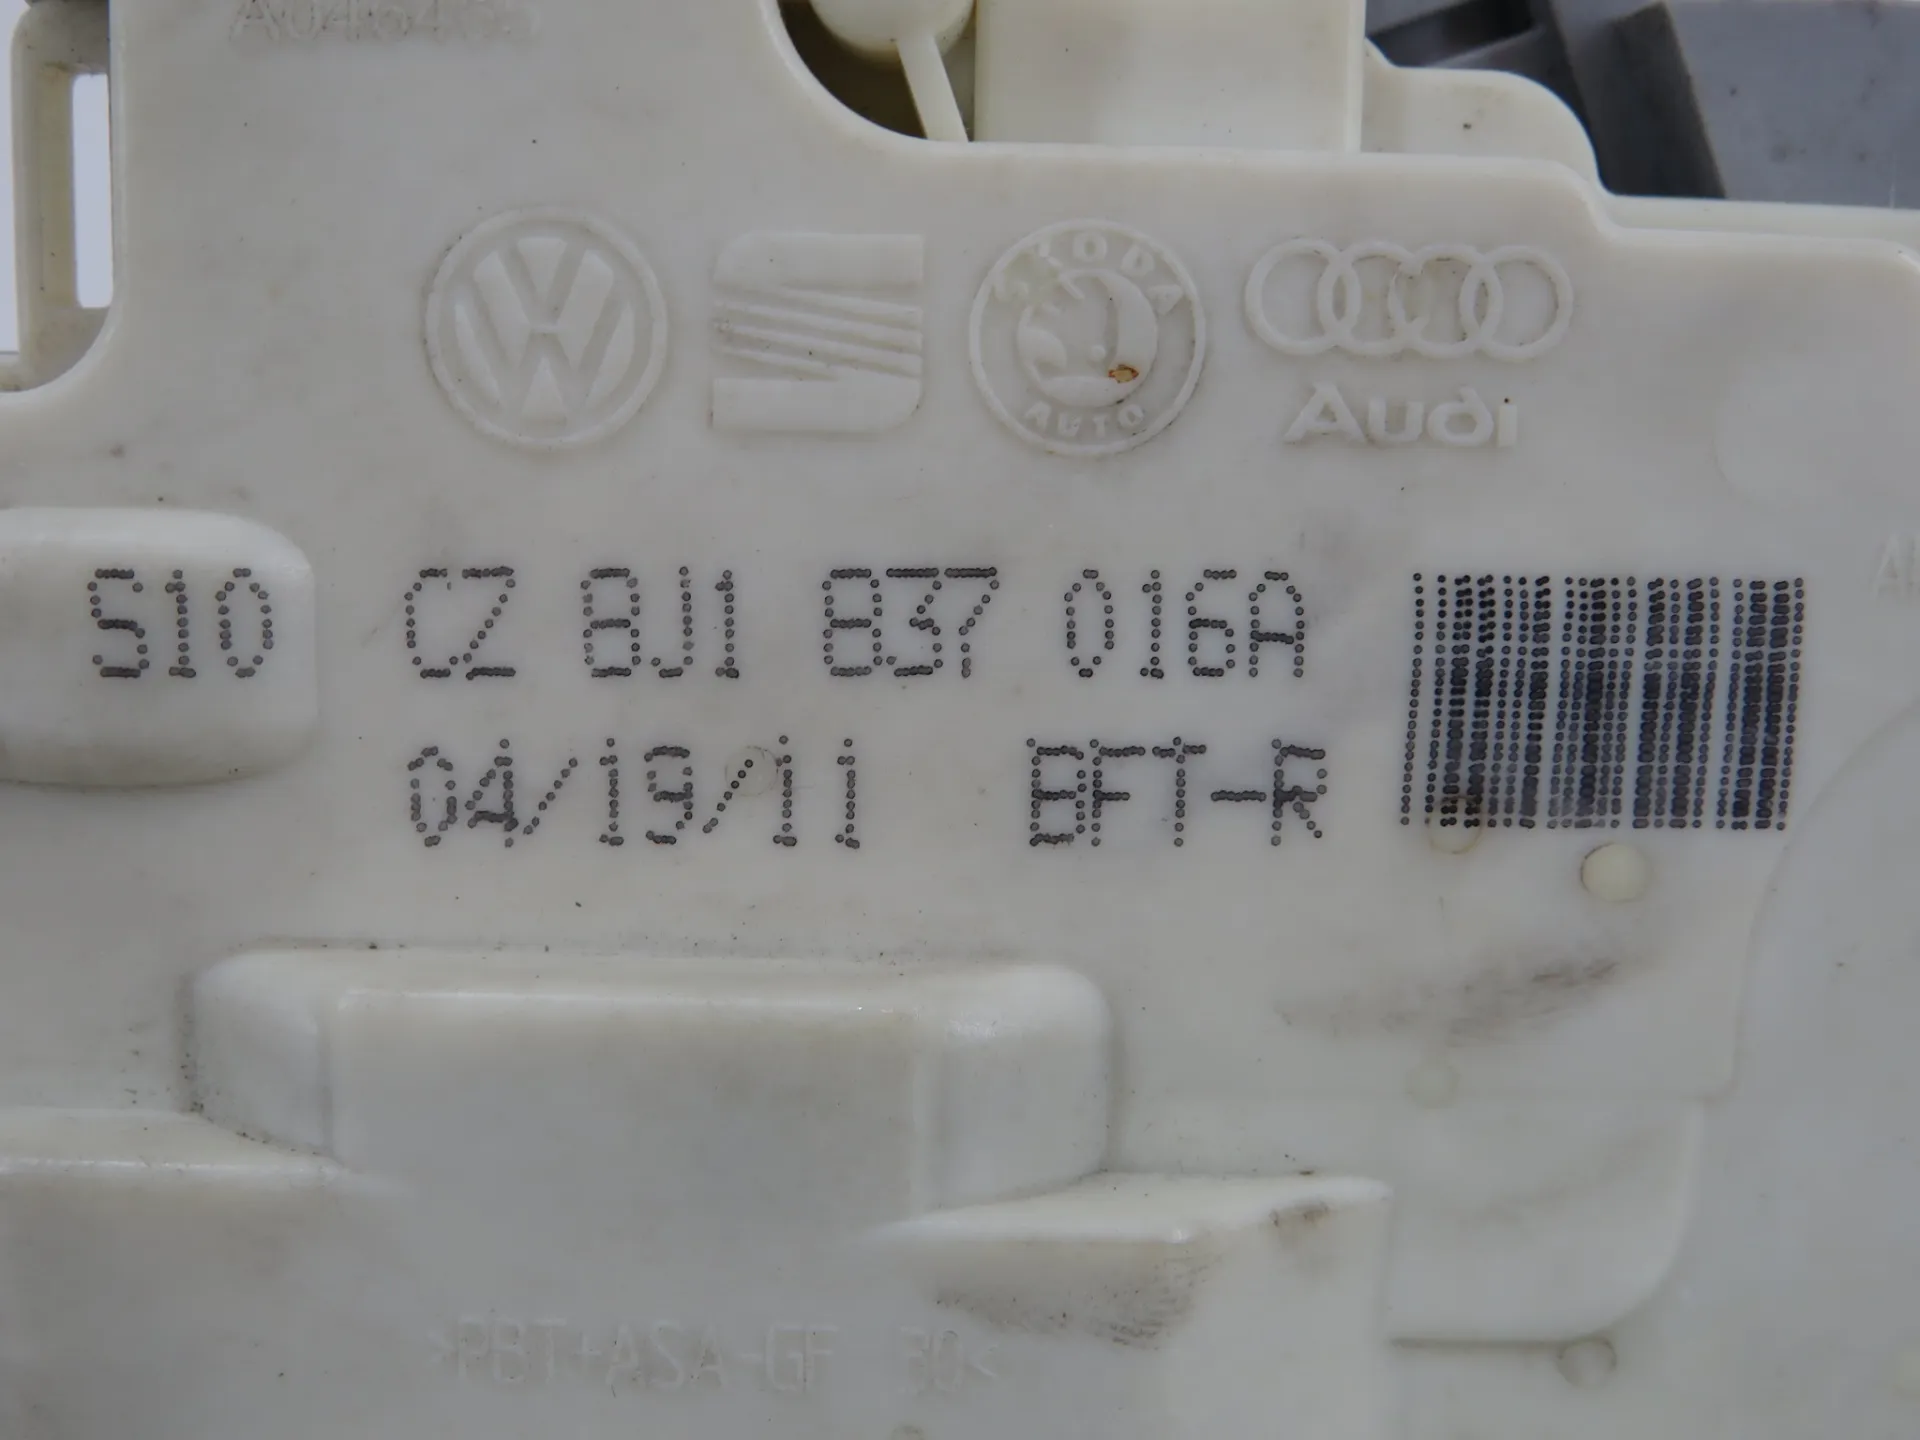 SKODA
AUTO
Audi
S10 CZ 8J1 837 016A
04/19/11 BFT-R
>PBT+ASA-GF 30<